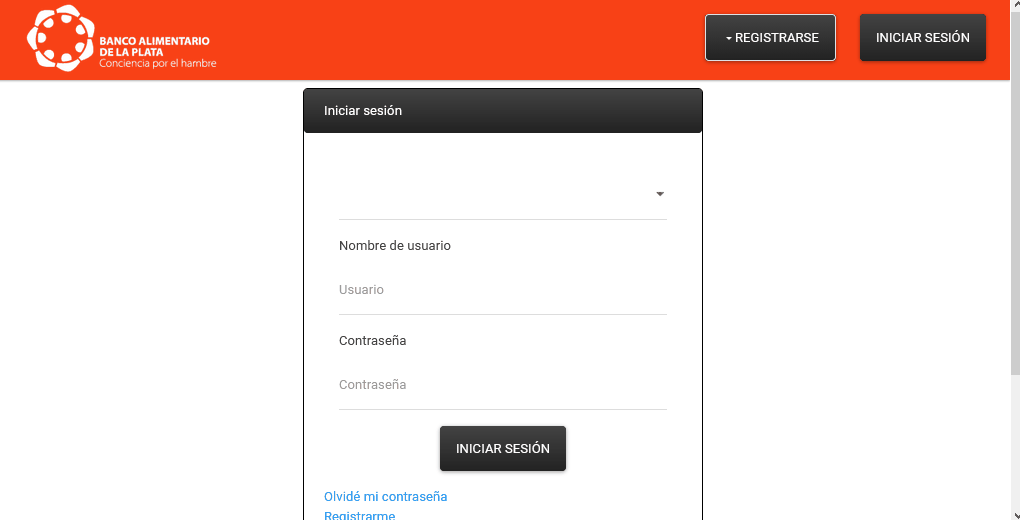 BANCO ALIMENTARIO
DE LA PLATA
Conciencia por el hambre
REGISTRARSE
INICIAR SESIÓN
Iniciar sesión
Nombre de usuario
Usuario
Contraseña
Contraseña
INICIAR SESIÓN
Olvidé mi contraseña
Registrarme